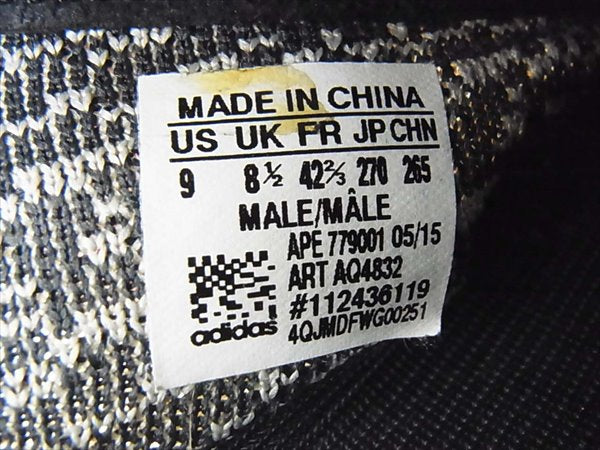 MADE IN CHINA
US UK FR JP CHN
9 8½ 42⅔ 270 265
MALE/MÂLE
APE 779001 05/15
ART AQ4832
#112436119
adidas 4QJMDFWG00251